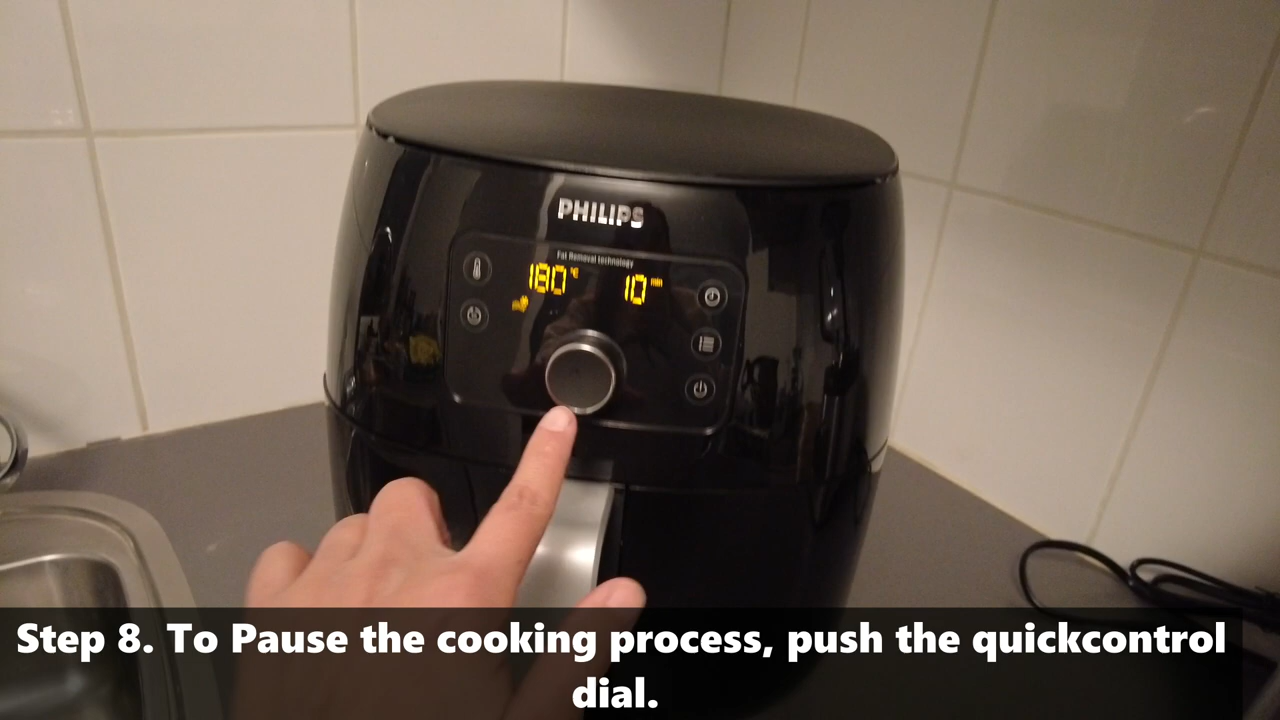 PHILIPS
Fat Removal technology
180 °C 10 min
Step 8. To Pause the cooking process, push the quickcontrol
dial.